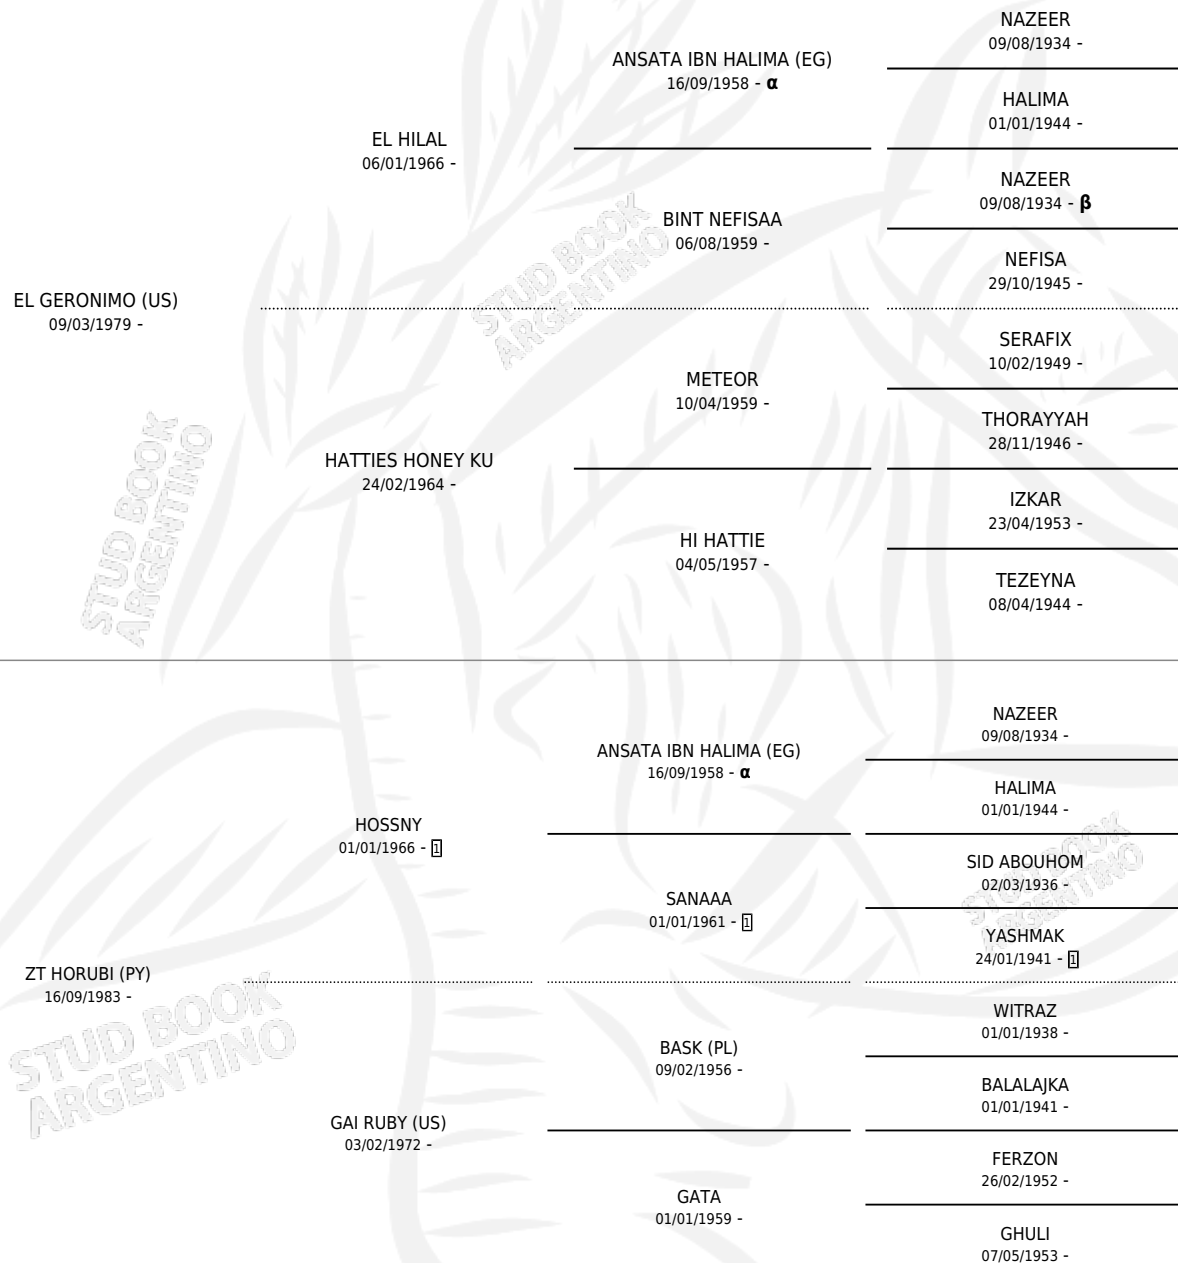 NAZEER
09/08/1934 -
ANSATA IBN HALIMA (EG)
16/09/1958 - α
HALIMA
01/01/1944 -
EL HILAL
06/01/1966 -
NAZEER
09/08/1934 - β
BINT NEFISAA
06/08/1959 -
NEFISA
29/10/1945 -
EL GERONIMO (US)
09/03/1979 -
SERAFIX
10/02/1949 -
METEOR
10/04/1959 -
THORAYYAH
28/11/1946 -
HATTIES HONEY KU
24/02/1964 -
IZKAR
23/04/1953 -
HI HATTIE
04/05/1957 -
TEZEYNA
08/04/1944 -
NAZEER
09/08/1934 -
ANSATA IBN HALIMA (EG)
16/09/1958 - α
HALIMA
01/01/1944 -
HOSSNY
01/01/1966 - 1
SID ABOUHOM
02/03/1936 -
SANAAA
01/01/1961 - 1
YASHMAK
24/01/1941 - 1
ZT HORUBI (PY)
16/09/1983 -
WITRAZ
01/01/1938 -
BASK (PL)
09/02/1956 -
BALALAJKA
01/01/1941 -
GAI RUBY (US)
03/02/1972 -
FERZON
26/02/1952 -
GATA
01/01/1959 -
GHULI
07/05/1953 -
STUD BOOK
ARGENTINO
STUD BOOK
ARGENTINO
STUD BOOK
ARGENTINO
STUD BOOK
ARGENTINO